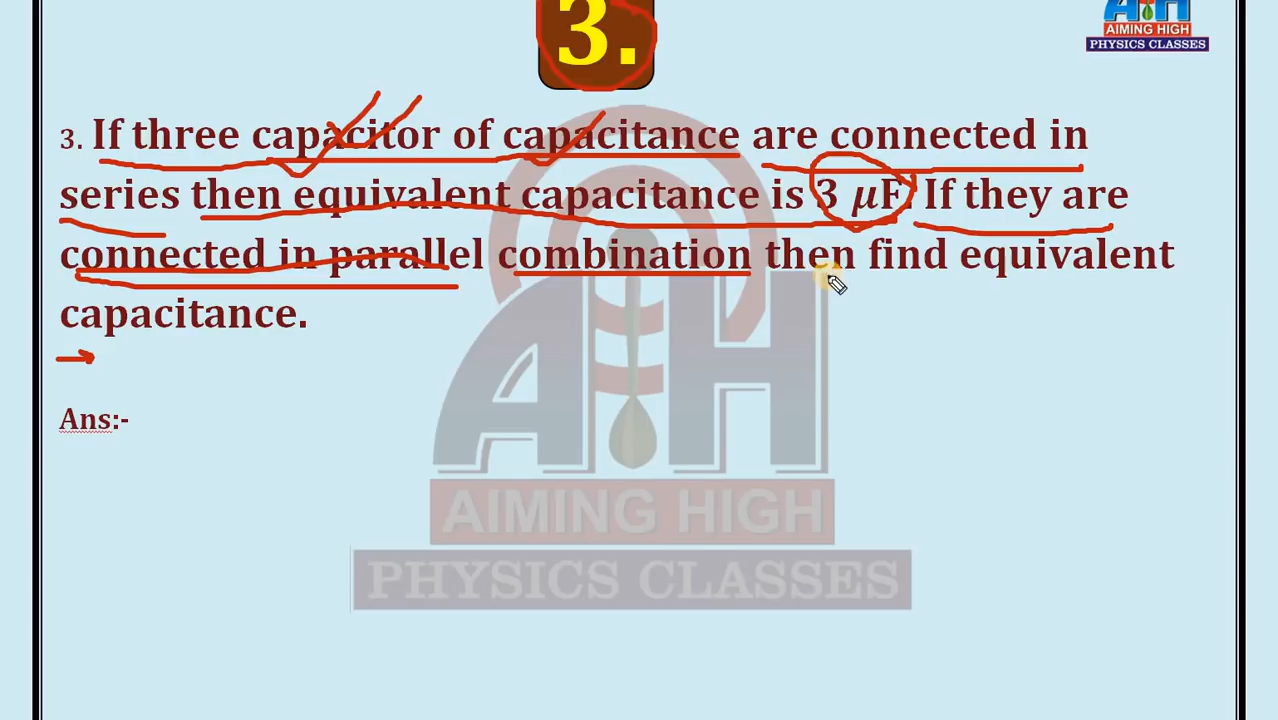 3.
AIMING HIGH
PHYSICS CLASSES
3. If three capacitor of capacitance are connected in
series then equivalent capacitance is 3 μF If they are
connected in parallel combination then find equivalent
capacitance.
Ans:-
AH
AIMING HIGH
PHYSICS CLASSES